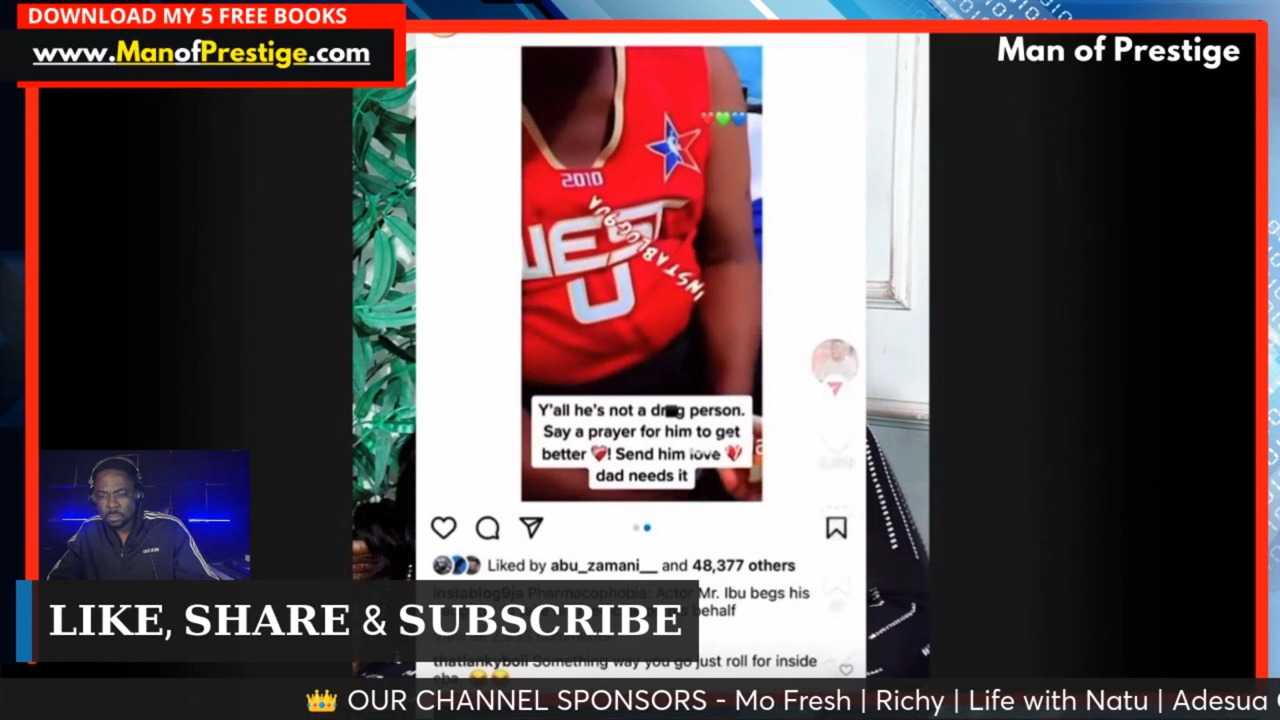 DOWNLOAD MY 5 FREE BOOKS
www.ManofPrestige.com
Man of Prestige
2010
INSTABLOG9JA
Y'all he's not a drg person.
Say a prayer for him to get
better ! Send him love
dad needs it
Liked by abu_zamani__ and 48,377 others
instablog9ja Pharmacophobia: Actor Mr. Ibu begs his
behalf
LIKE, SHARE & SUBSCRIBE
thatlankyboii Something way you go just roll for inside
sha.
👑 OUR CHANNEL SPONSORS - Mo Fresh | Richy | Life with Natu | Adesua